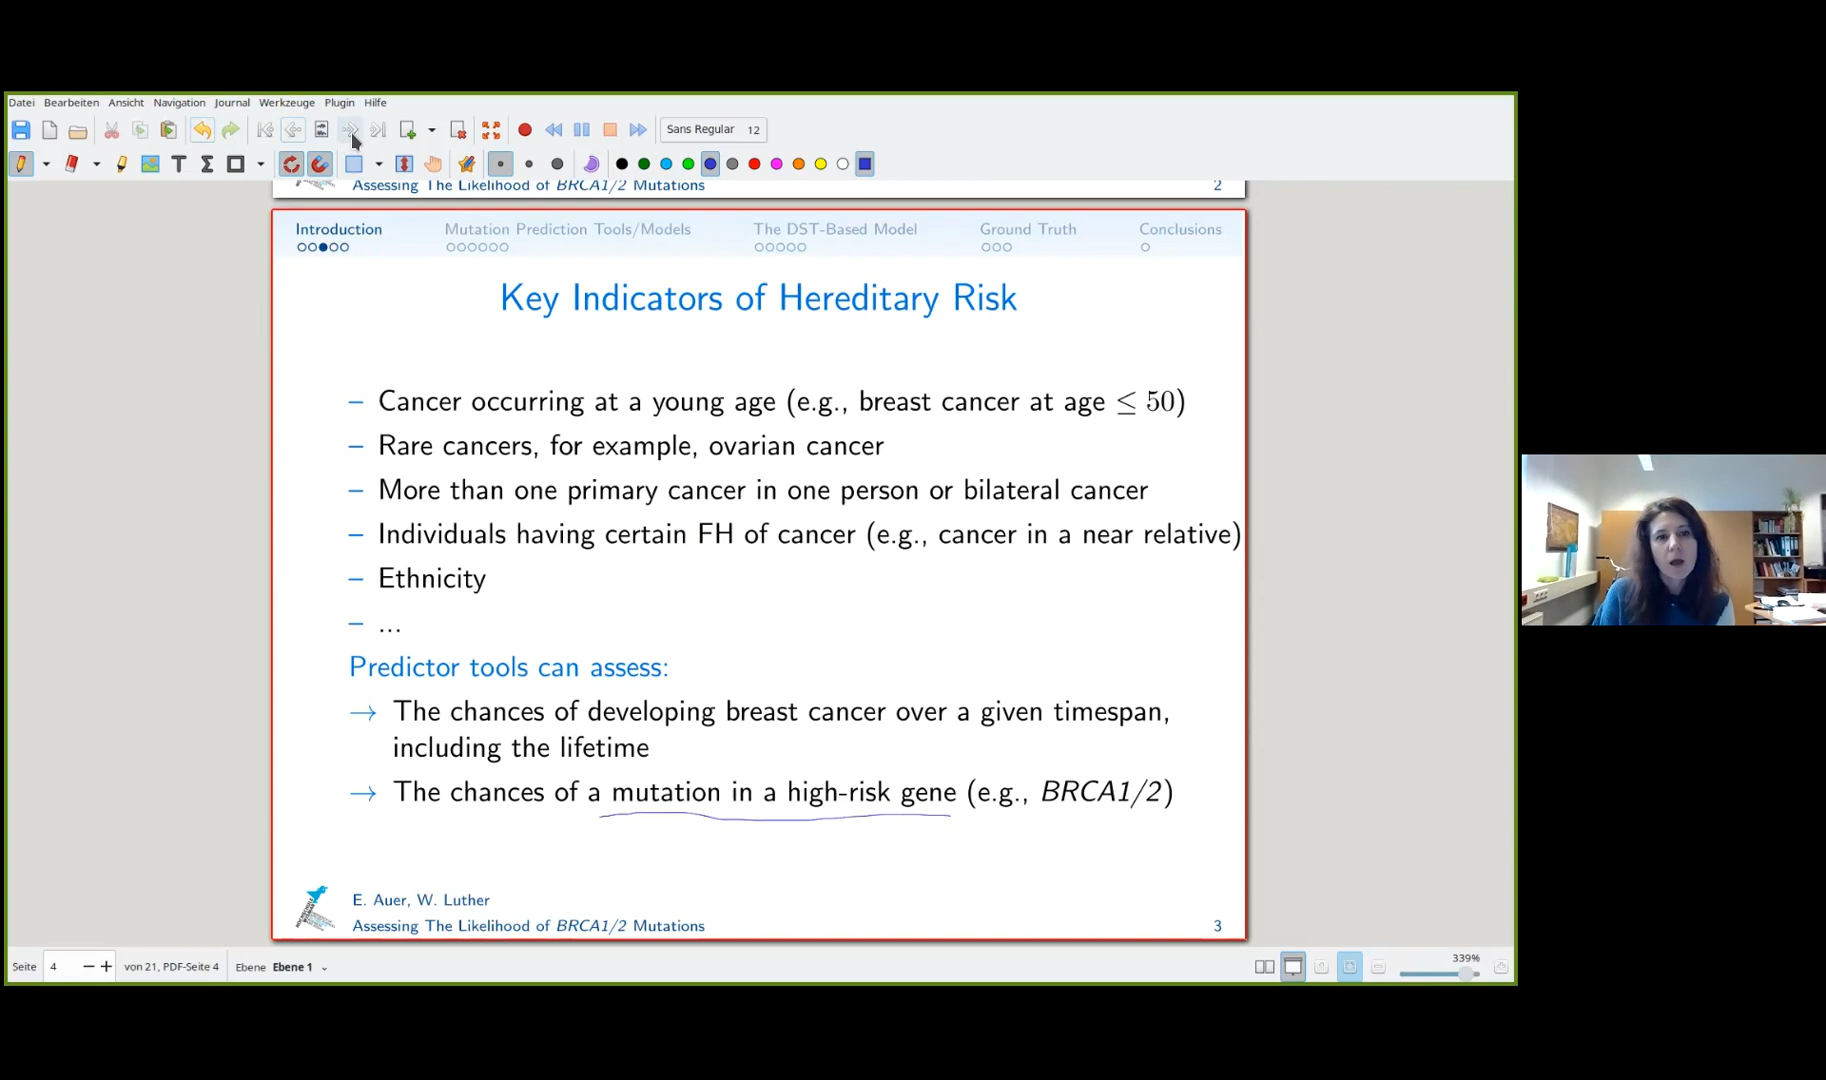 Datei Bearbeiten Ansicht Navigation Journal Werkzeuge Plugin Hilfe
Sans Regular 12
Assessing The Likelihood of BRCA1/2 Mutations 2
Introduction Mutation Prediction Tools/Models The DST-Based Model Ground Truth Conclusions
Key Indicators of Hereditary Risk
– Cancer occurring at a young age (e.g., breast cancer at age ≤ 50)
– Rare cancers, for example, ovarian cancer
– More than one primary cancer in one person or bilateral cancer
– Individuals having certain FH of cancer (e.g., cancer in a near relative)
– Ethnicity
– ...
Predictor tools can assess:
→ The chances of developing breast cancer over a given timespan,
including the lifetime
→ The chances of a mutation in a high-risk gene (e.g., BRCA1/2)
E. Auer, W. Luther
Assessing The Likelihood of BRCA1/2 Mutations 3
Seite 4 von 21, PDF-Seite 4 Ebene Ebene 1 339%